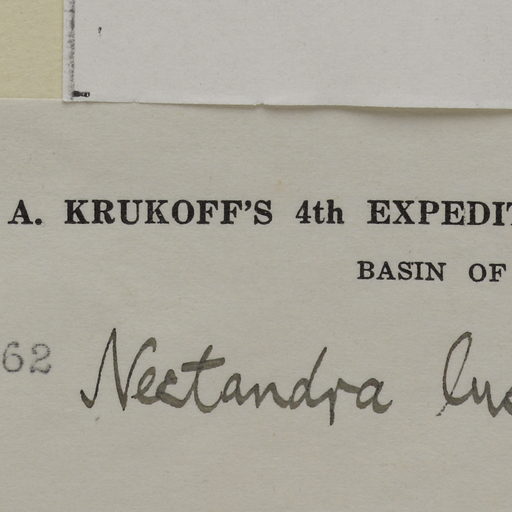 A. KRUKOFF'S 4th EXPEDIT
BASIN OF
62 Nectandra